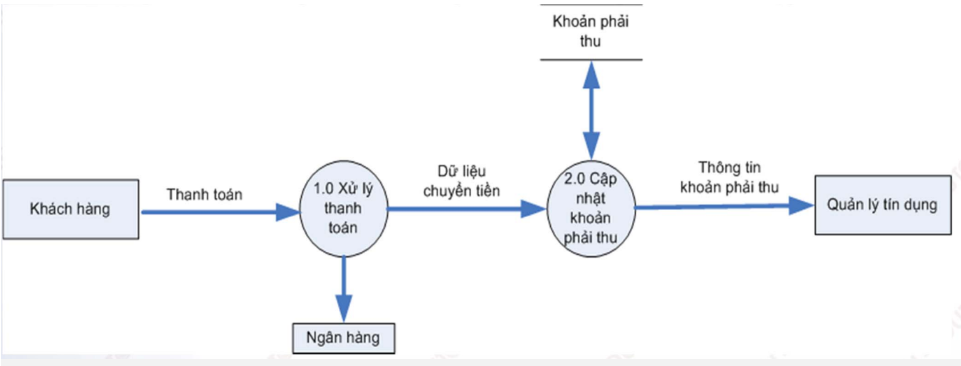 Khoản phải
thu
Khách hàng
Thanh toán
1.0 Xử lý
thanh
toán
Dữ liệu
chuyển tiền
2.0 Cập
nhật
khoản
phải thu
Thông tin
khoản phải thu
Quản lý tín dụng
Ngân hàng